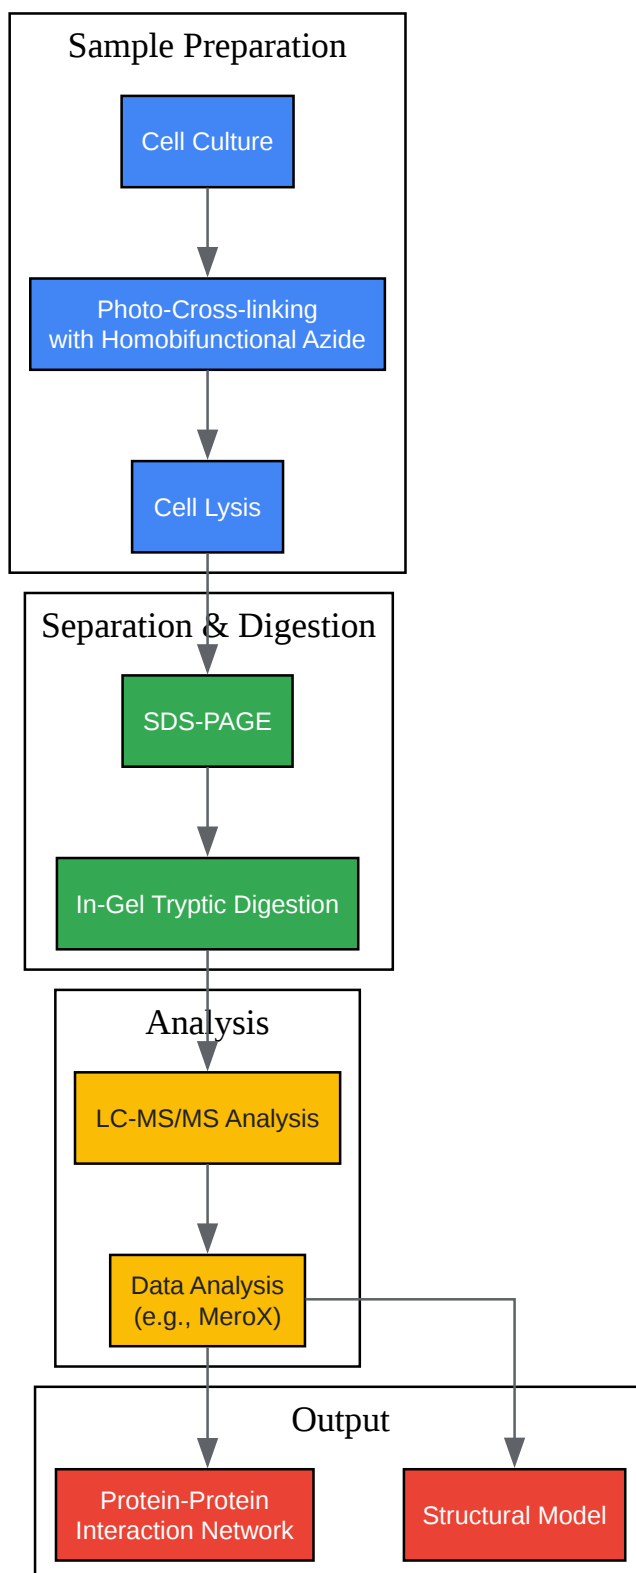 Sample Preparation
Cell Culture
Photo-Cross-linking
with Homobifunctional Azide
Cell Lysis
Separation & Digestion
SDS-PAGE
In-Gel Tryptic Digestion
Analysis
LC-MS/MS Analysis
Data Analysis
(e.g., MeroX)
Output
Protein-Protein
Interaction Network
Structural Model